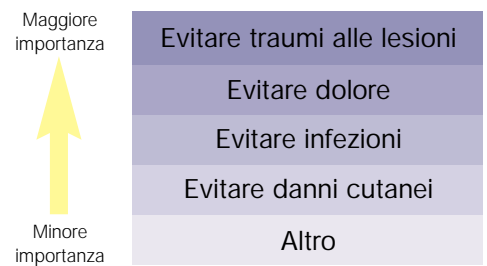 Maggiore
importanza
Evitare traumi alle lesioni
Evitare dolore
Evitare infezioni
Evitare danni cutanei
Altro
Minore
importanza